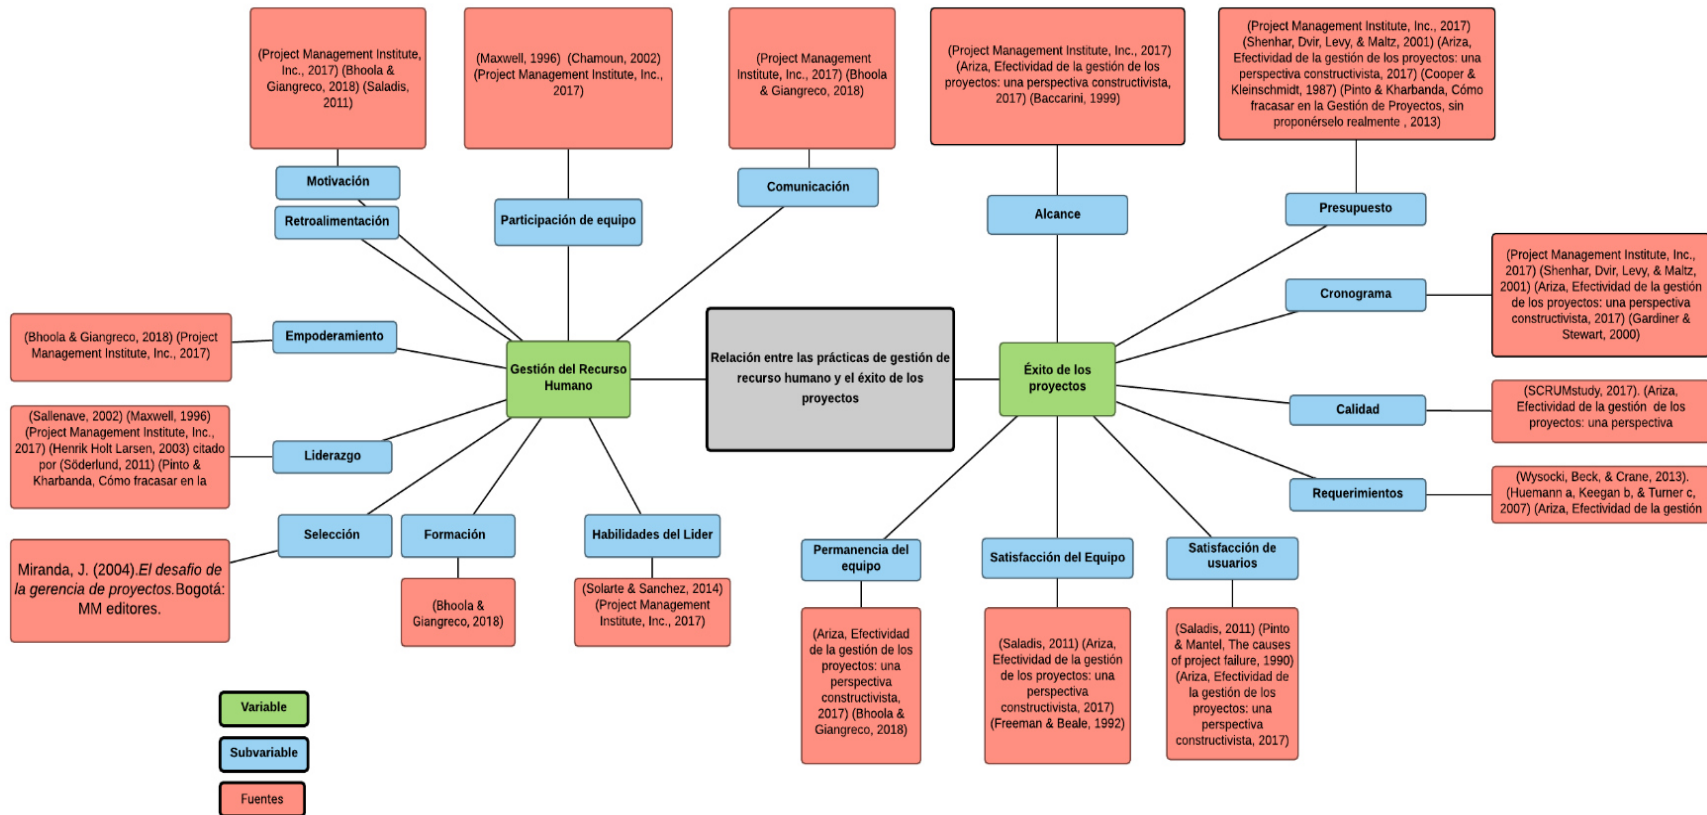 (Project Management Institute,
Inc., 2017) (Bhoola &
Giangreco, 2018) (Saladis,
2011)
(Maxwell, 1996) (Chamoun, 2002)
(Project Management Institute, Inc.,
2017)
(Project Management
Institute, Inc., 2017) (Bhoola
& Giangreco, 2018)
(Project Management Institute, Inc., 2017)
(Ariza, Efectividad de la gestión de los
proyectos: una perspectiva constructivista,
2017) (Baccarini, 1999)
(Project Management Institute, Inc., 2017)
(Shenhar, Dvir, Levy, & Maltz, 2001) (Ariza,
Efectividad de la gestión de los proyectos: una
perspectiva constructivista, 2017) (Cooper &
Kleinschmidt, 1987) (Pinto & Kharbanda, Cómo
fracasar en la Gestión de Proyectos, sin
proponérselo realmente , 2013)
Motivación
Retroalimentación
Participación de equipo
Comunicación
Alcance
Presupuesto
(Project Management Institute, Inc.,
2017) (Shenhar, Dvir, Levy, & Maltz,
2001) (Ariza, Efectividad de la gestión
de los proyectos: una perspectiva
constructivista, 2017) (Gardiner &
Stewart, 2000)
Cronograma
(Bhoola & Giangreco, 2018) (Project
Management Institute, Inc., 2017)
Empoderamiento
Gestión del Recurso
Humano
Relación entre las prácticas de gestión de
recurso humano y el éxito de los
proyectos
Éxito de los
proyectos
Calidad
(SCRUMstudy, 2017). (Ariza,
Efectividad de la gestión de los
proyectos: una perspectiva
(Sallenave, 2002) (Maxwell, 1996)
(Project Management Institute, Inc.,
2017) (Henrik Holt Larsen, 2003) citado
por (Söderlund, 2011) (Pinto &
Kharbanda, Cómo fracasar en la
Liderazgo
Requerimientos
(Wysocki, Beck, & Crane, 2013).
(Huemann a, Keegan b, & Turner c,
2007) (Ariza, Efectividad de la gestión
Selección
Formación
Habilidades del Lider
Permanencia del
equipo
Satisfacción del Equipo
Satisfacción de
usuarios
Miranda, J. (2004).El desafio de
la gerencia de proyectos.Bogotá:
MM editores.
(Bhoola &
Giangreco, 2018)
(Solarte & Sanchez, 2014)
(Project Management
Institute, Inc., 2017)
(Ariza, Efectividad
de la gestión de los
proyectos: una
perspectiva
constructivista,
2017) (Bhoola &
Giangreco, 2018)
(Saladis, 2011) (Ariza,
Efectividad de la gestión
de los proyectos: una
perspectiva
constructivista, 2017)
(Freeman & Beale, 1992)
(Saladis, 2011) (Pinto
& Mantel, The causes
of project failure, 1990)
(Ariza, Efectividad de
la gestión de los
proyectos: una
perspectiva
constructivista, 2017)
Variable
Subvariable
Fuentes